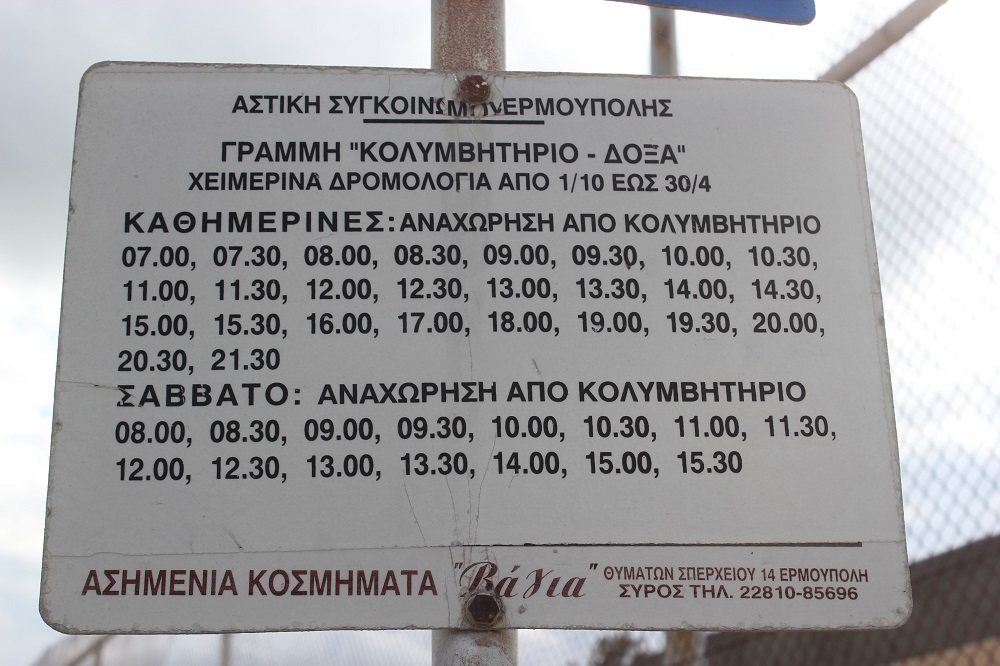 ΑΣΤΙΚΗ ΣΥΓΚΟΙΝΩΜ ΕΡΜΟΥΠΟΛΗΣ
ΓΡΑΜΜΗ "ΚΟΛΥΜΒΗΤΗΡΙΟ - ΔΟΞΑ"
ΧΕΙΜΕΡΙΝΑ ΔΡΟΜΟΛΟΓΙΑ ΑΠΟ 1/10 ΕΩΣ 30/4
ΚΑΘΗΜΕΡΙΝΕΣ: ΑΝΑΧΩΡΗΣΗ ΑΠΟ ΚΟΛΥΜΒΗΤΗΡΙΟ
07.00, 07.30, 08.00, 08.30, 09.00, 09.30, 10.00, 10.30,
11.00, 11.30, 12.00, 12.30, 13.00, 13.30, 14.00, 14.30,
15.00, 15.30, 16.00, 17.00, 18.00, 19.00, 19.30, 20.00,
20.30, 21.30
ΣΑΒΒΑΤΟ: ΑΝΑΧΩΡΗΣΗ ΑΠΟ ΚΟΛΥΜΒΗΤΗΡΙΟ
08.00, 08.30, 09.00, 09.30, 10.00, 10.30, 11.00, 11.30,
12.00, 12.30, 13.00, 13.30, 14.00, 15.00, 15.30
ΑΣΗΜΕΝΙΑ ΚΟΣΜΗΜΑΤΑ "Βάγια" ΘΥΜΑΤΩΝ ΣΠΕΡΧΕΙΟΥ 14 ΕΡΜΟΥΠΟΛΗ
ΣΥΡΟΣ ΤΗΛ. 22810-85696